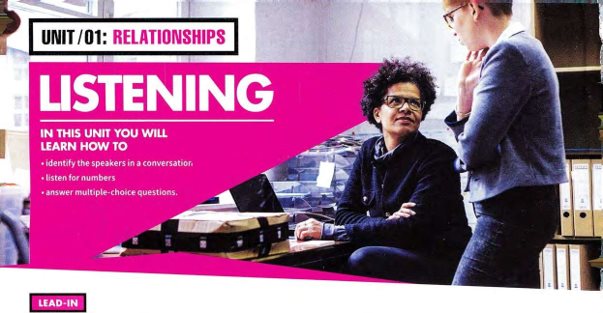 UNIT/01: RELATIONSHIPS
LISTENING
IN THIS UNIT YOU WILL
LEARN HOW TO
• identify the speakers in a conversation
• listen for numbers
• answer multiple-choice questions.
LEAD-IN